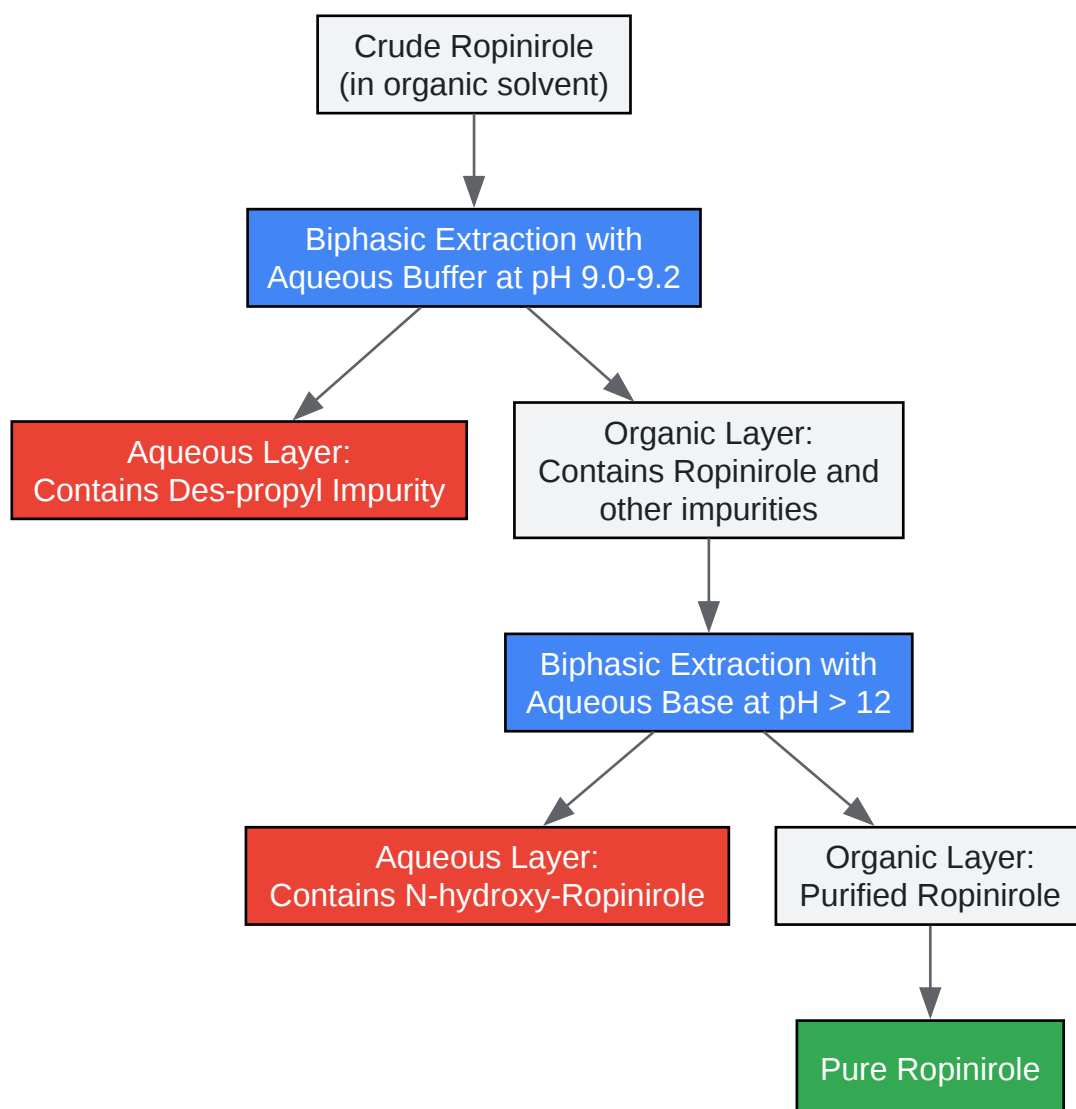 Crude Ropinirole
(in organic solvent)
Biphasic Extraction with
Aqueous Buffer at pH 9.0-9.2
Aqueous Layer:
Contains Des-propyl Impurity
Organic Layer:
Contains Ropinirole and
other impurities
Biphasic Extraction with
Aqueous Base at pH > 12
Aqueous Layer:
Contains N-hydroxy-Ropinirole
Organic Layer:
Purified Ropinirole
Pure Ropinirole